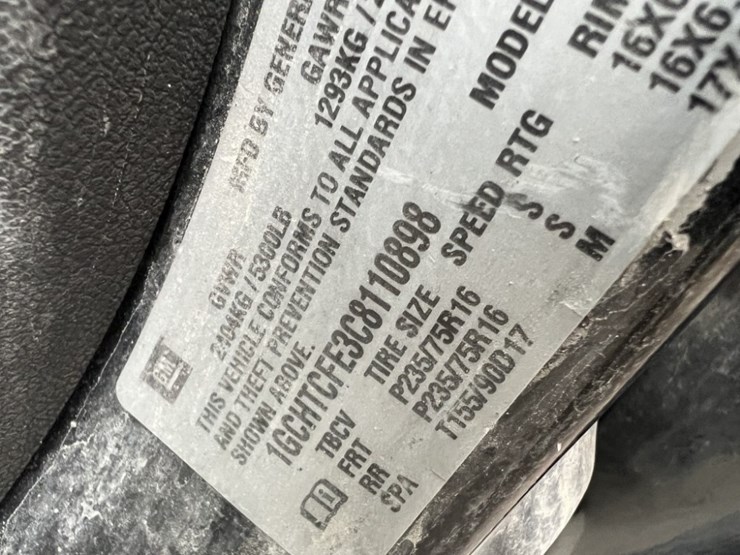 GM
MFD BY GENER
GVWR GAWR
2404KG / 5300LB 1293KG /
THIS VEHICLE CONFORMS TO ALL APPLICA
AND THEFT PREVENTION STANDARDS IN EF
SHOWN ABOVE.
1GCHTCFE3C8110898 MODEL
TBCV TIRE SIZE SPEED RTG RIM
FRT P235/75R16 S 16X6
RR P235/75R16 S 16X6.
SPA T155/90D17 M 17X